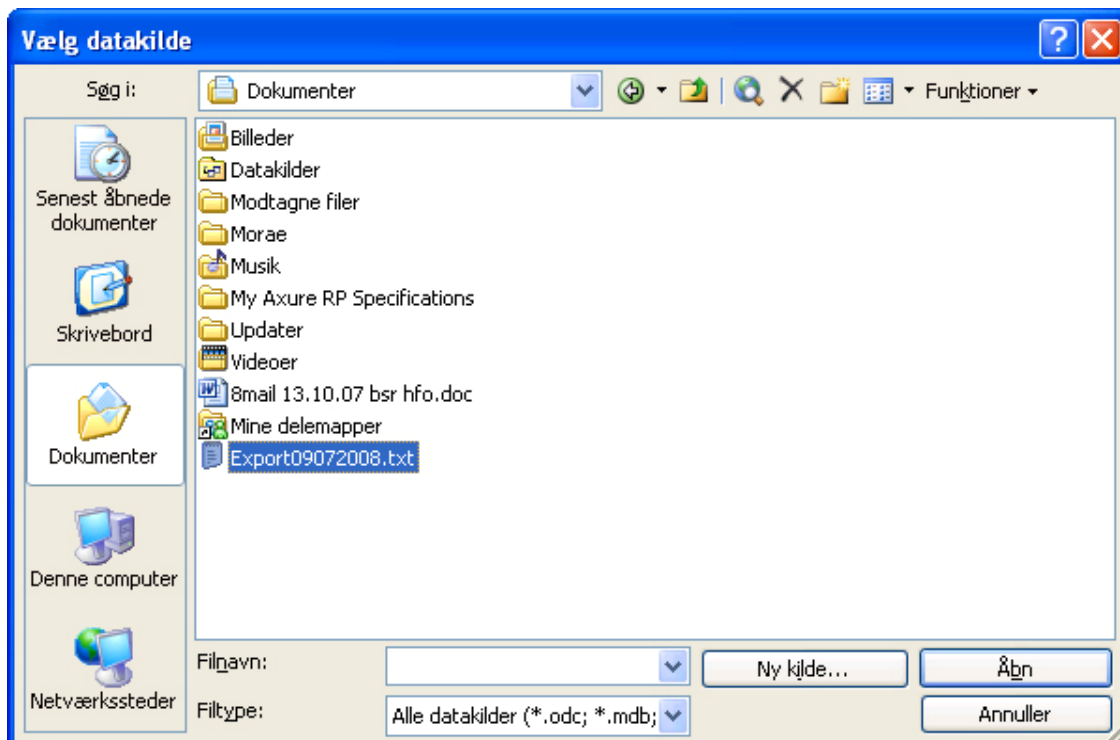 Vælg datakilde
Søg i:
Dokumenter
Funktioner
Senest åbnede
dokumenter
Skrivebord
Dokumenter
Denne computer
Netværkssteder
Billeder
Datakilder
Modtagne filer
Morae
Musik
My Axure RP Specifications
Updater
Videoer
8mail 13.10.07 bsr hfo.doc
Mine delemapper
Export09072008.txt
Filnavn:
Ny kilde...
Åbn
Filtype:
Alle datakilder (*.odc; *.mdb;
Annuller